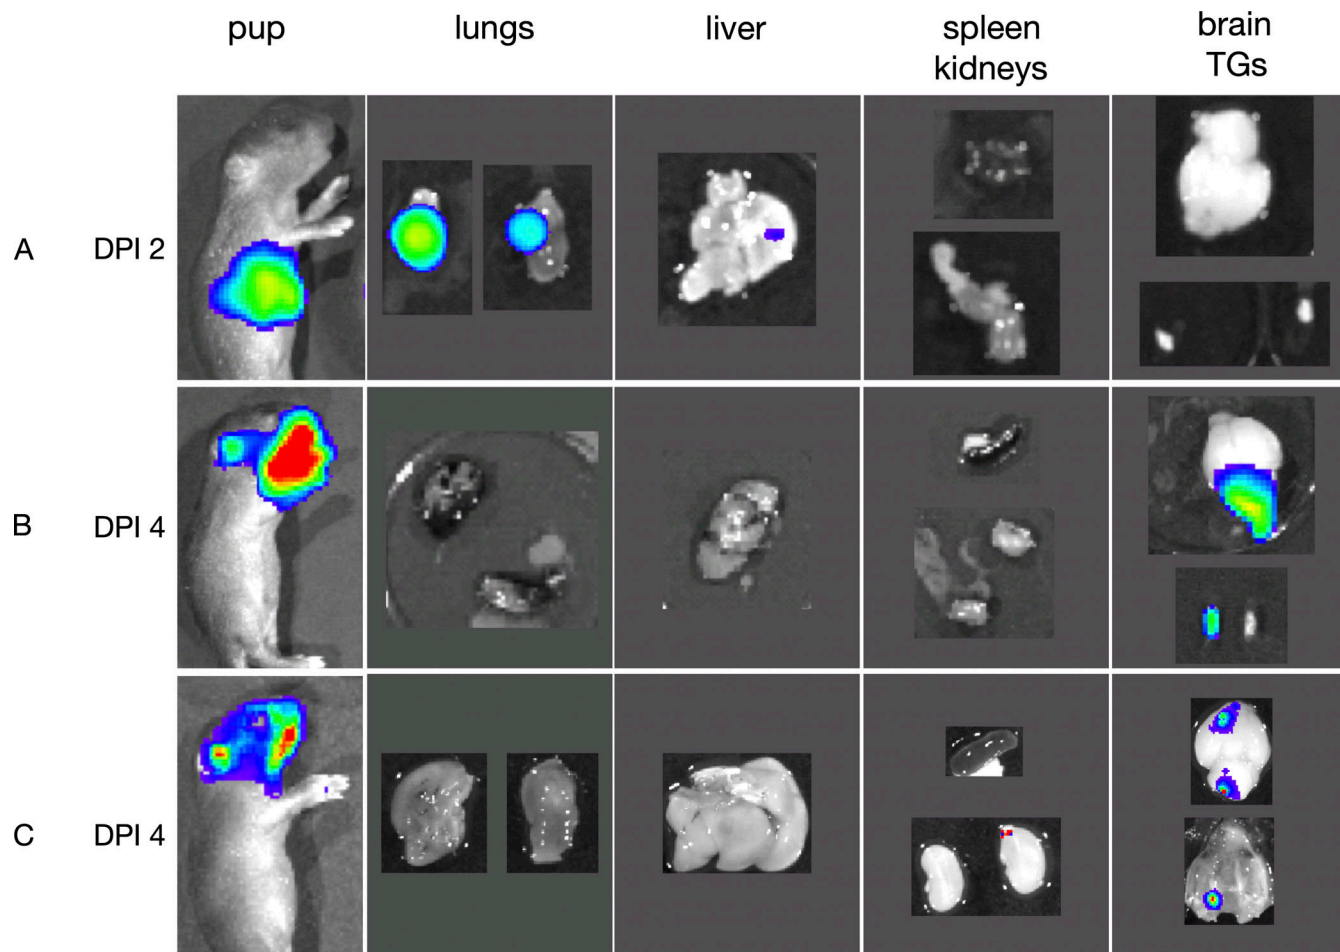 pup
lungs
liver
spleen
kidneys
brain
TGs
A
DPI 2
B
DPI 4
C
DPI 4